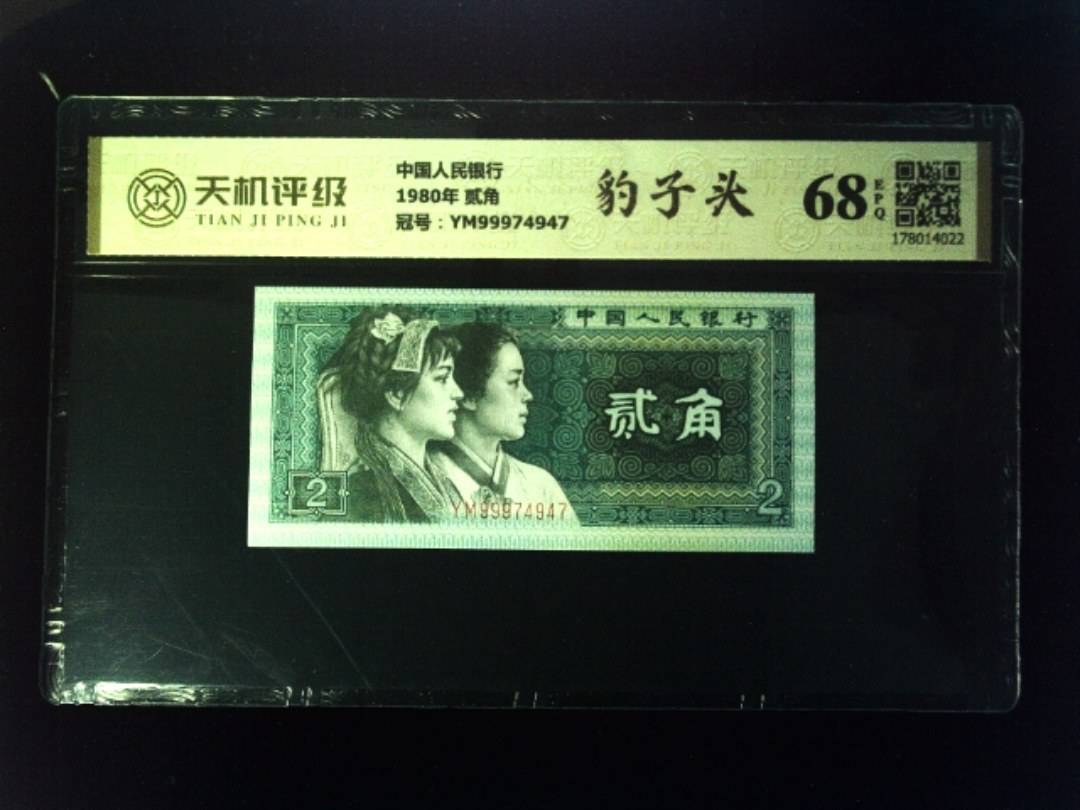 天机评级
TIAN JI PING JI
中国人民银行
1980年 贰角
冠号：YM99974947
豹子头
68
EPQ
178014022
中国人民银行
贰角
2
2
YM99974947